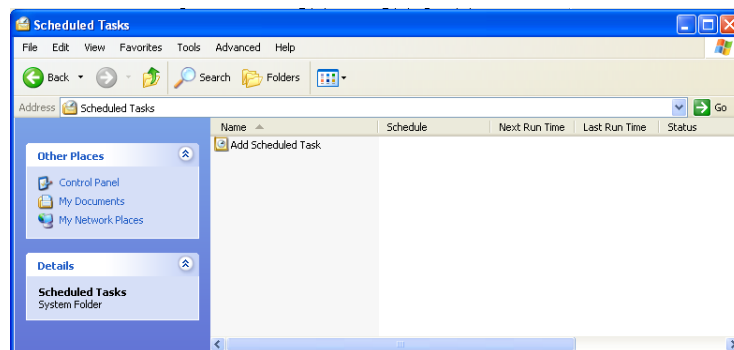 Scheduled Tasks
File Edit View Favorites Tools Advanced Help
Back Search Folders
Address Scheduled Tasks Go
Name Schedule Next Run Time Last Run Time Status
Add Scheduled Task
Other Places
Control Panel
My Documents
My Network Places
Details
Scheduled Tasks
System Folder